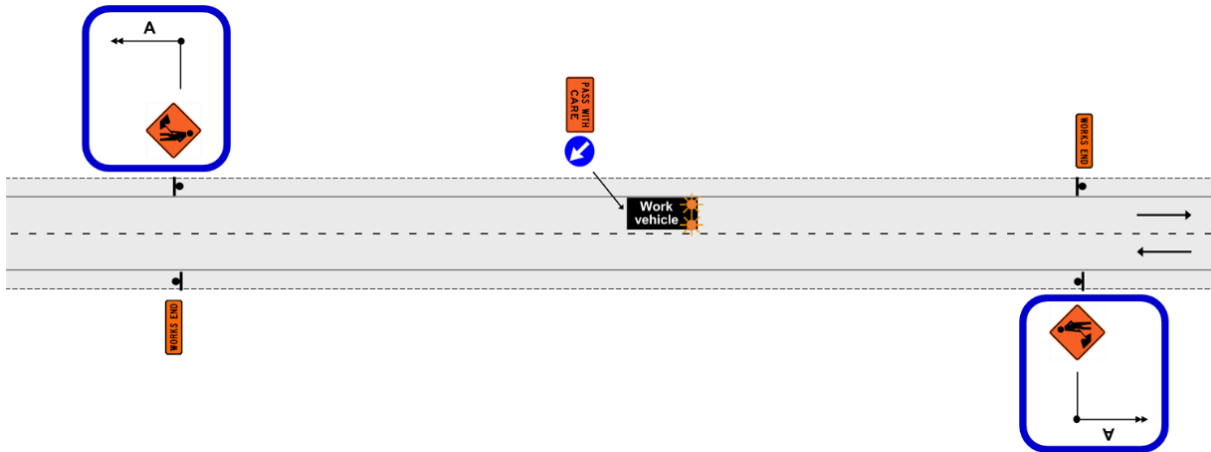 A
PASS WITH
CARE
WORKS END
Work
vehicle
WORKS END
A